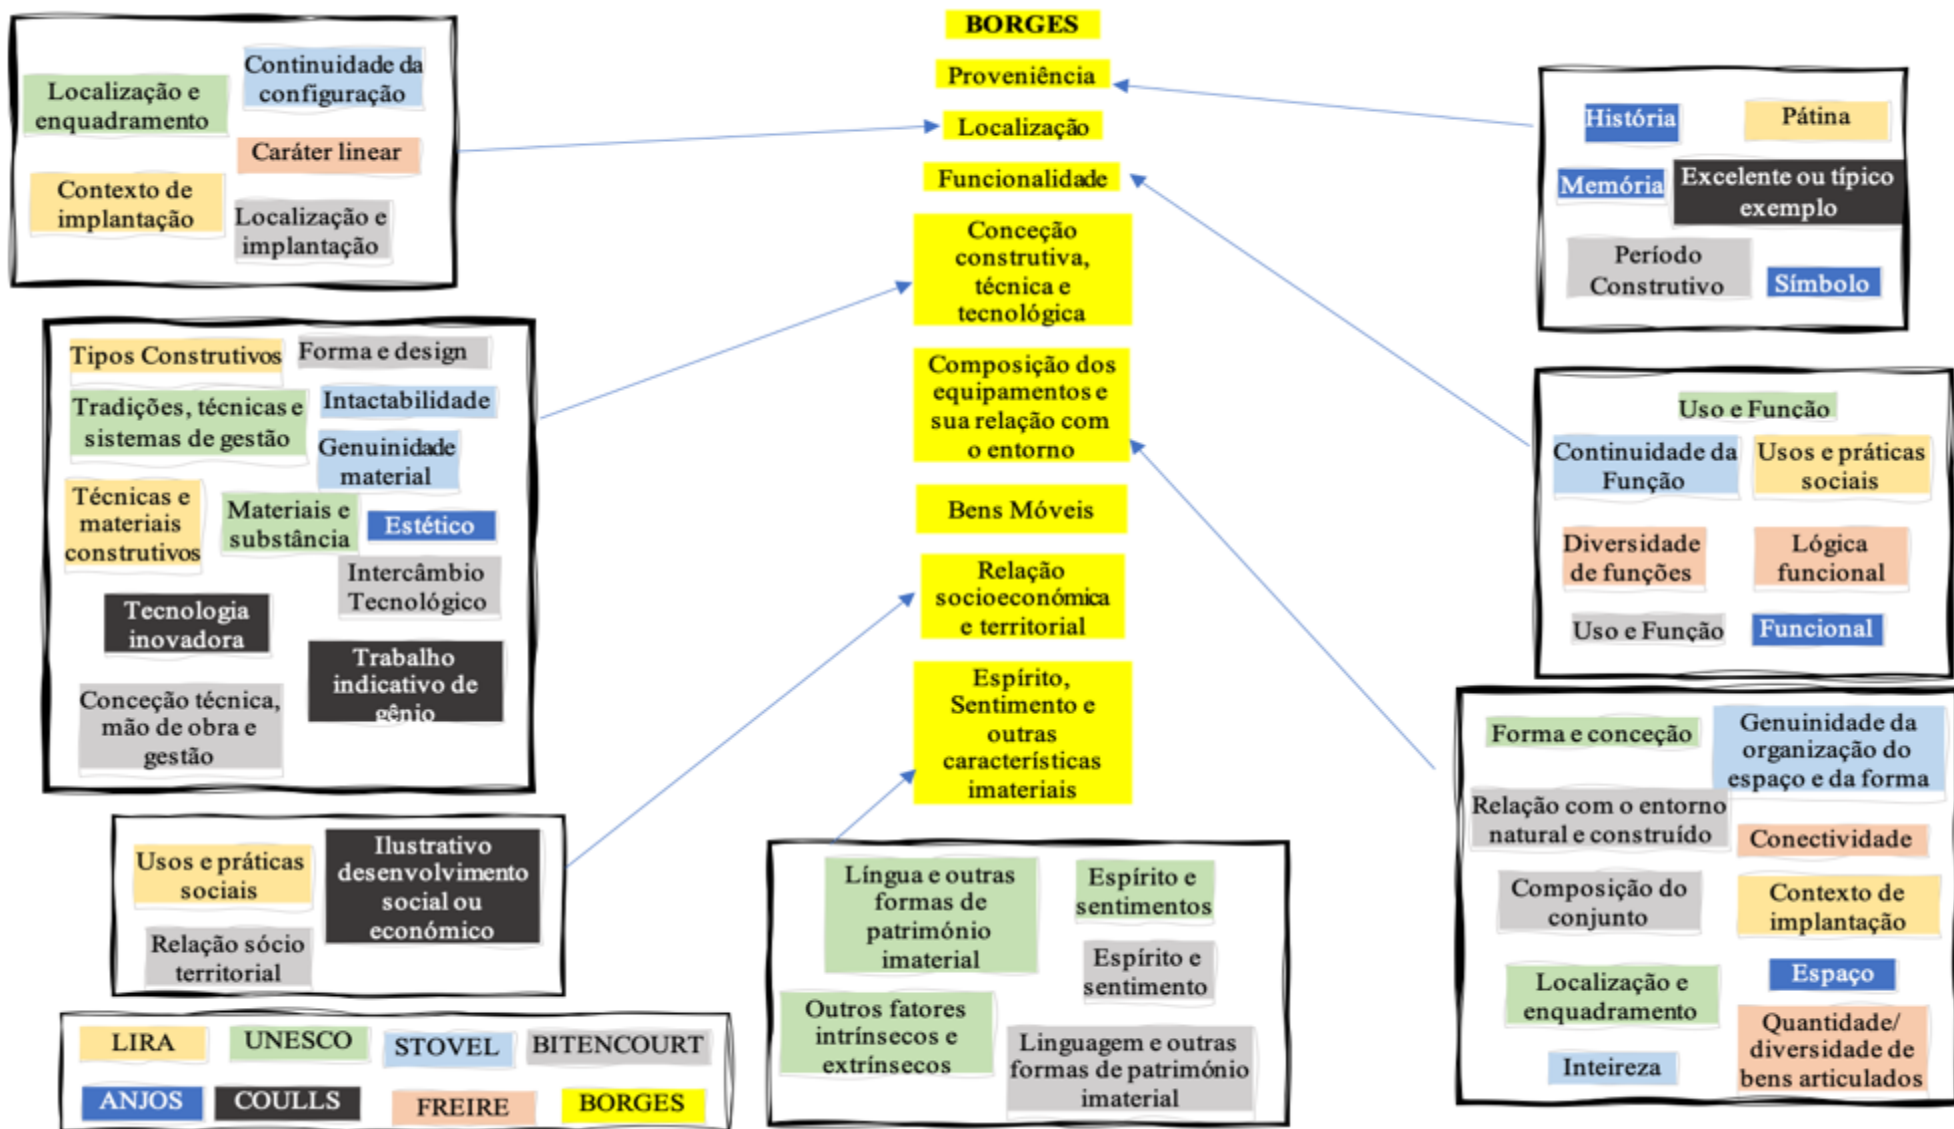 BORGES
Proveniência
Localização
Funcionalidade
Conceção
construtiva,
técnica e
tecnológica
Composição dos
equipamentos e
sua relação com
o entorno
Bens Móveis
Relação
socioeconómica
e territorial
Espírito,
Sentimento e
outras
características
imateriais
Localização e
enquadramento
Continuidade da
configuração
Caráter linear
Contexto de
implantação
Localização e
implantação
Tipos Construtivos
Forma e design
Tradições, técnicas e
sistemas de gestão
Intactabilidade
Genuinidade
material
Técnicas e
materiais
construtivos
Materiais e
substância
Estético
Intercâmbio
Tecnológico
Tecnologia
inovadora
Trabalho
indicativo de
gênio
Conceção técnica,
mão de obra e
gestão
Usos e práticas
sociais
Ilustrativo
desenvolvimento
social ou
económico
Relação sócio
territorial
LIRA
UNESCO
STOVEL
BITENCOURT
ANJOS
COULLS
FREIRE
BORGES
Língua e outras
formas de
património
imaterial
Espírito e
sentimentos
Espírito e
sentimento
Outros fatores
intrínsecos e
extrínsecos
Linguagem e outras
formas de património
imaterial
História
Pátina
Memória
Excelente ou típico
exemplo
Período
Construtivo
Símbolo
Uso e Função
Continuidade da
Função
Usos e práticas
sociais
Diversidade
de funções
Lógica
funcional
Uso e Função
Funcional
Forma e conceção
Genuinidade da
organização do
espaço e da forma
Relação com o entorno
natural e construído
Conectividade
Composição do
conjunto
Contexto de
implantação
Localização e
enquadramento
Espaço
Inteireza
Quantidade/
diversidade de
bens articulados